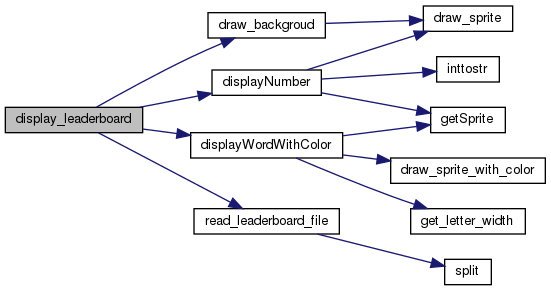 display_leaderboard
draw_backgroud
displayNumber
displayWordWithColor
read_leaderboard_file
draw_sprite
inttostr
getSprite
draw_sprite_with_color
get_letter_width
split